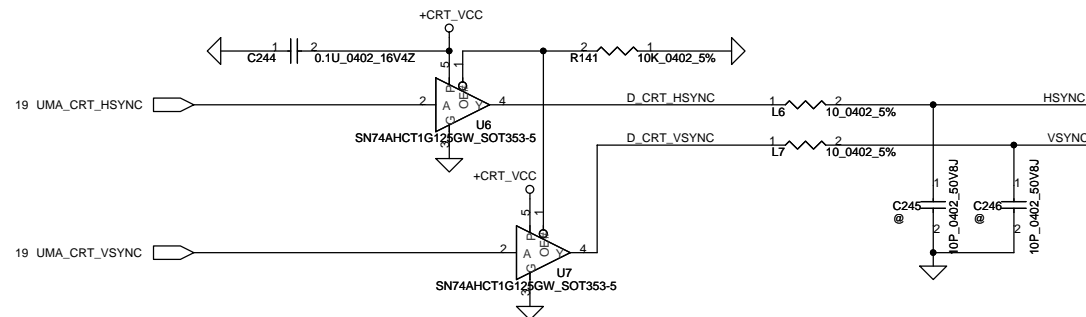 +CRT_VCC
C244
1
2
0.1U_0402_16V4Z
2
R141
1
10K_0402_5%
5
1
P
OE#
19 UMA_CRT_HSYNC
2
A
Y
4
D_CRT_HSYNC
1
L6
2
10_0402_5%
HSYNC
G
3
U6
SN74AHCT1G125GW_SOT353-5
D_CRT_VSYNC
1
L7
2
10_0402_5%
VSYNC
+CRT_VCC
5
1
P
OE#
1
C245
@
2
10P_0402_50V8J
1
C246
@
2
10P_0402_50V8J
19 UMA_CRT_VSYNC
2
A
Y
4
G
3
U7
SN74AHCT1G125GW_SOT353-5